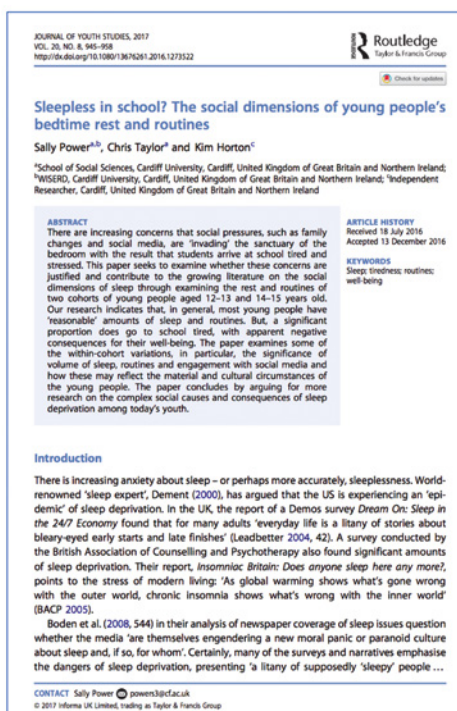 JOURNAL OF YOUTH STUDIES, 2017
VOL. 20, NO. 8, 945–958
http://dx.doi.org/10.1080/13676261.2016.1273522
Routledge
Taylor & Francis Group
Check for updates
Sleepless in school? The social dimensions of young people's
bedtime rest and routines
Sally Powerᵃ,ᵇ, Chris Taylorᵃ and Kim Hortonᶜ
ᵃSchool of Social Sciences, Cardiff University, Cardiff, United Kingdom of Great Britain and Northern Ireland;
ᵇWISERD, Cardiff University, Cardiff, United Kingdom of Great Britain and Northern Ireland; ᶜIndependent
Researcher, Cardiff, United Kingdom of Great Britain and Northern Ireland
ABSTRACT
There are increasing concerns that social pressures, such as family
changes and social media, are 'invading' the sanctuary of the
bedroom with the result that students arrive at school tired and
stressed. This paper seeks to examine whether these concerns are
justified and contribute to the growing literature on the social
dimensions of sleep through examining the rest and routines of
two cohorts of young people aged 12–13 and 14–15 years old.
Our research indicates that, in general, most young people have
'reasonable' amounts of sleep and routines. But, a significant
proportion does go to school tired, with apparent negative
consequences for their well-being. The paper examines some of
the within-cohort variations, in particular, the significance of
volume of sleep, routines and engagement with social media and
how these may reflect the material and cultural circumstances of
the young people. The paper concludes by arguing for more
research on the complex social causes and consequences of sleep
deprivation among today's youth.
ARTICLE HISTORY
Received 18 July 2016
Accepted 13 December 2016
KEYWORDS
Sleep; tiredness; routines;
well-being
Introduction
There is increasing anxiety about sleep – or perhaps more accurately, sleeplessness. World-
renowned 'sleep expert', Dement (2000), has argued that the US is experiencing an 'epi-
demic' of sleep deprivation. In the UK, the report of a Demos survey Dream On: Sleep in
the 24/7 Economy found that for many adults 'everyday life is a litany of stories about
bleary-eyed early starts and late finishes' (Leadbetter 2004, 42). A survey conducted by
the British Association of Counselling and Psychotherapy also found significant amounts
of sleep deprivation. Their report, Insomniac Britain: Does anyone sleep here any more?,
points to the stress of modern living: 'As global warming shows what's gone wrong
with the outer world, chronic insomnia shows what's wrong with the inner world'
(BACP 2005).
Boden et al. (2008, 544) in their analysis of newspaper coverage of sleep issues question
whether the media 'are themselves engendering a new moral panic or paranoid culture
about sleep and, if so, for whom'. Certainly, many of the surveys and narratives emphasise
the dangers of sleep deprivation, presenting 'a litany of supposedly 'sleepy' people …
CONTACT Sally Power powers3@cf.ac.uk
© 2017 Informa UK Limited, trading as Taylor & Francis Group